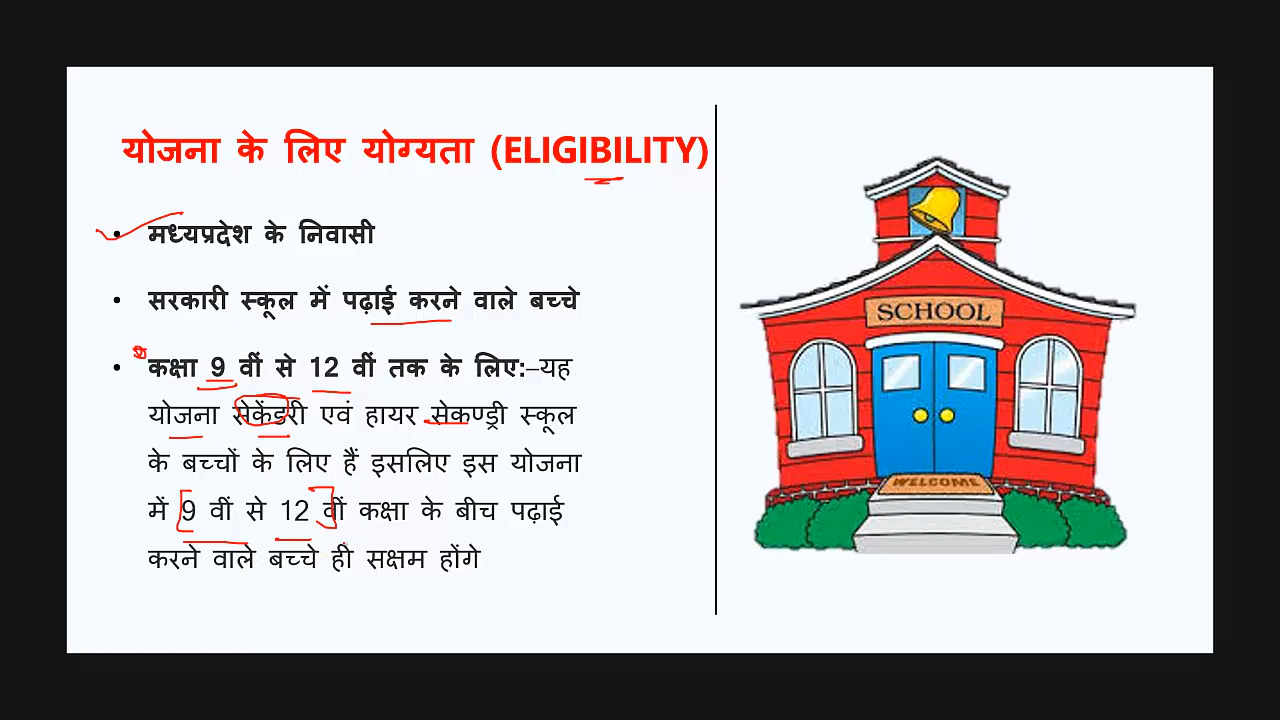 योजना के लिए योग्यता (ELIGIBILITY)
• मध्यप्रदेश के निवासी
• सरकारी स्कूल में पढ़ाई करने वाले बच्चे
• कक्षा 9 वीं से 12 वीं तक के लिए:–यह
योजना सेकेंडरी एवं हायर सेकण्ड्री स्कूल
के बच्चों के लिए हैं इसलिए इस योजना
में 9 वीं से 12 वीं कक्षा के बीच पढ़ाई
करने वाले बच्चे ही सक्षम होंगे
SCHOOL
WELCOME